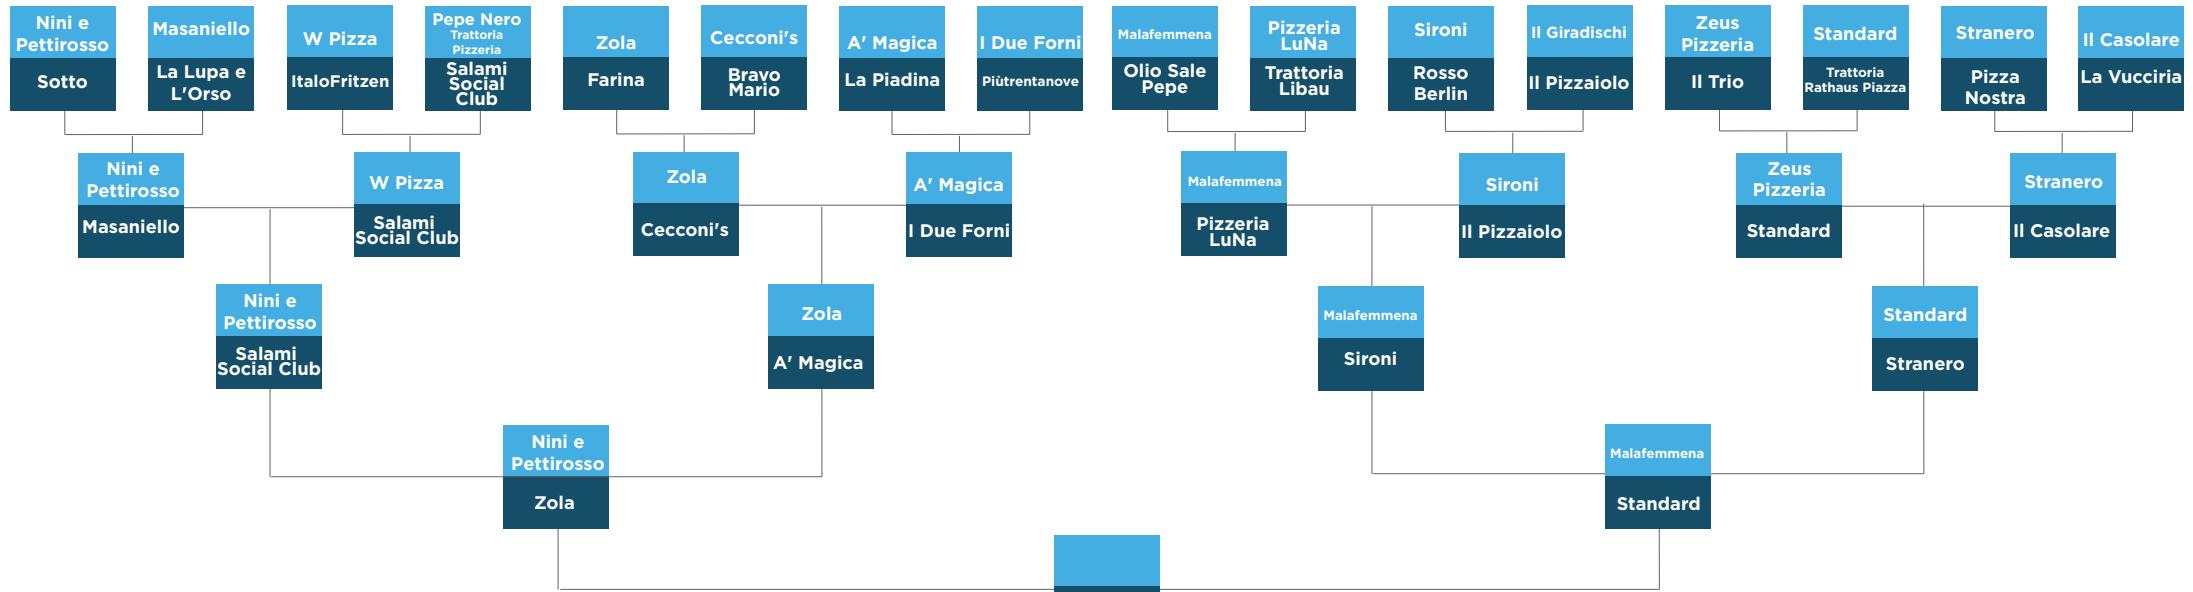 Nini e
Pettirosso
Sotto
Masaniello
La Lupa e
L'Orso
W Pizza
ItaloFritzen
Pepe Nero
Trattoria
Pizzeria
Salami
Social
Club
Zola
Farina
Cecconi's
Bravo
Mario
A' Magica
La Piadina
I Due Forni
Piùtrentanove
Malafemmena
Olio Sale
Pepe
Pizzeria
LuNa
Trattoria
Libau
Sironi
Rosso
Berlin
Il Giradischi
Il Pizzaiolo
Zeus
Pizzeria
Il Trio
Standard
Trattoria
Rathaus Piazza
Stranero
Pizza
Nostra
Il Casolare
La Vucciria
Nini e
Pettirosso
Masaniello
W Pizza
Salami
Social Club
Zola
Cecconi's
A' Magica
I Due Forni
Malafemmena
Pizzeria
LuNa
Sironi
Il Pizzaiolo
Zeus
Pizzeria
Standard
Stranero
Il Casolare
Nini e
Pettirosso
Salami
Social Club
Zola
A' Magica
Malafemmena
Sironi
Standard
Stranero
Nini e
Pettirosso
Zola
Malafemmena
Standard